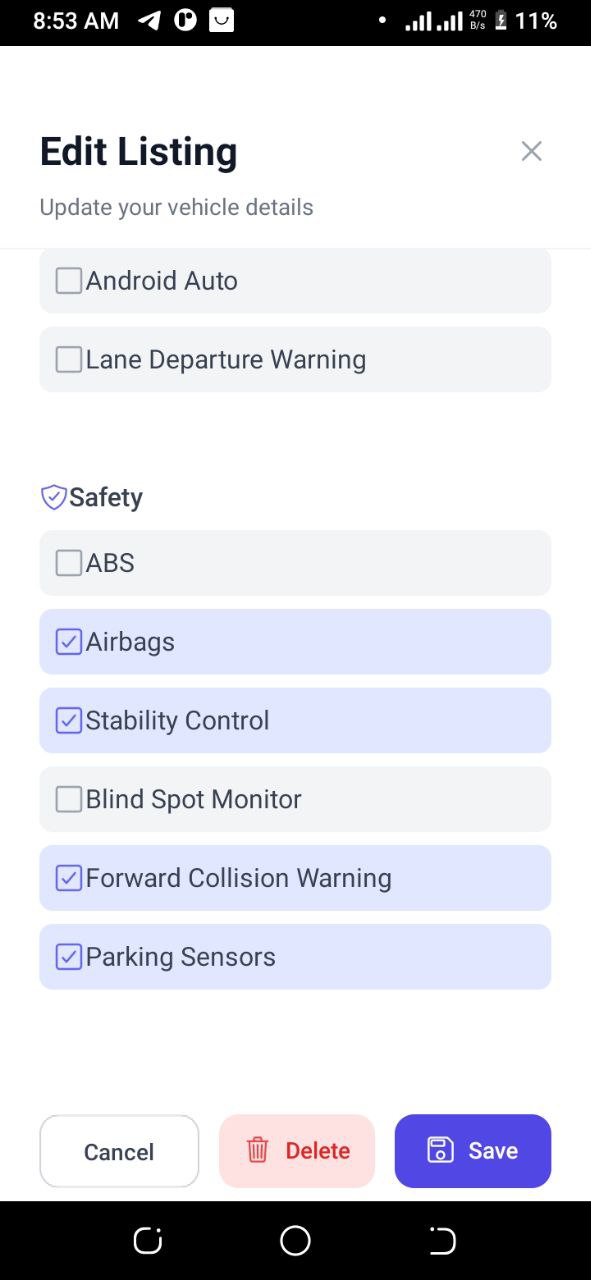 8:53 AM
470
B/s
11%
Edit Listing
Update your vehicle details
Android Auto
Lane Departure Warning
Safety
ABS
Airbags
Stability Control
Blind Spot Monitor
Forward Collision Warning
Parking Sensors
Cancel
Delete
Save